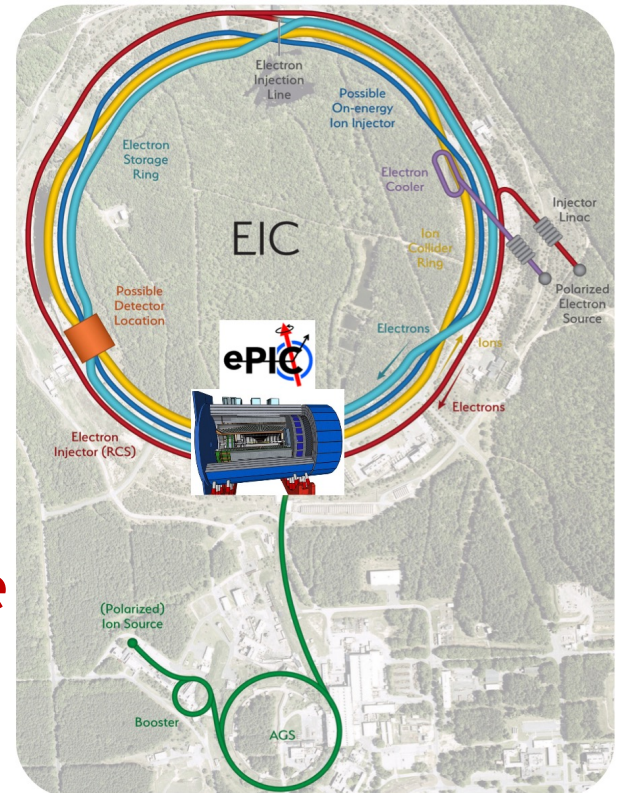 Electron
Injection
Line
Possible
On-energy
Ion Injector
Electron
Storage
Ring
Electron
Cooler
Injector
Linac
EIC
Ion
Collider
Ring
Polarized
Electron
Source
Possible
Detector
Location
ePIC
Electrons
Ions
Electrons
Electron
Injector (RCS)
e
(Polarized)
Ion Source
Booster
AGS